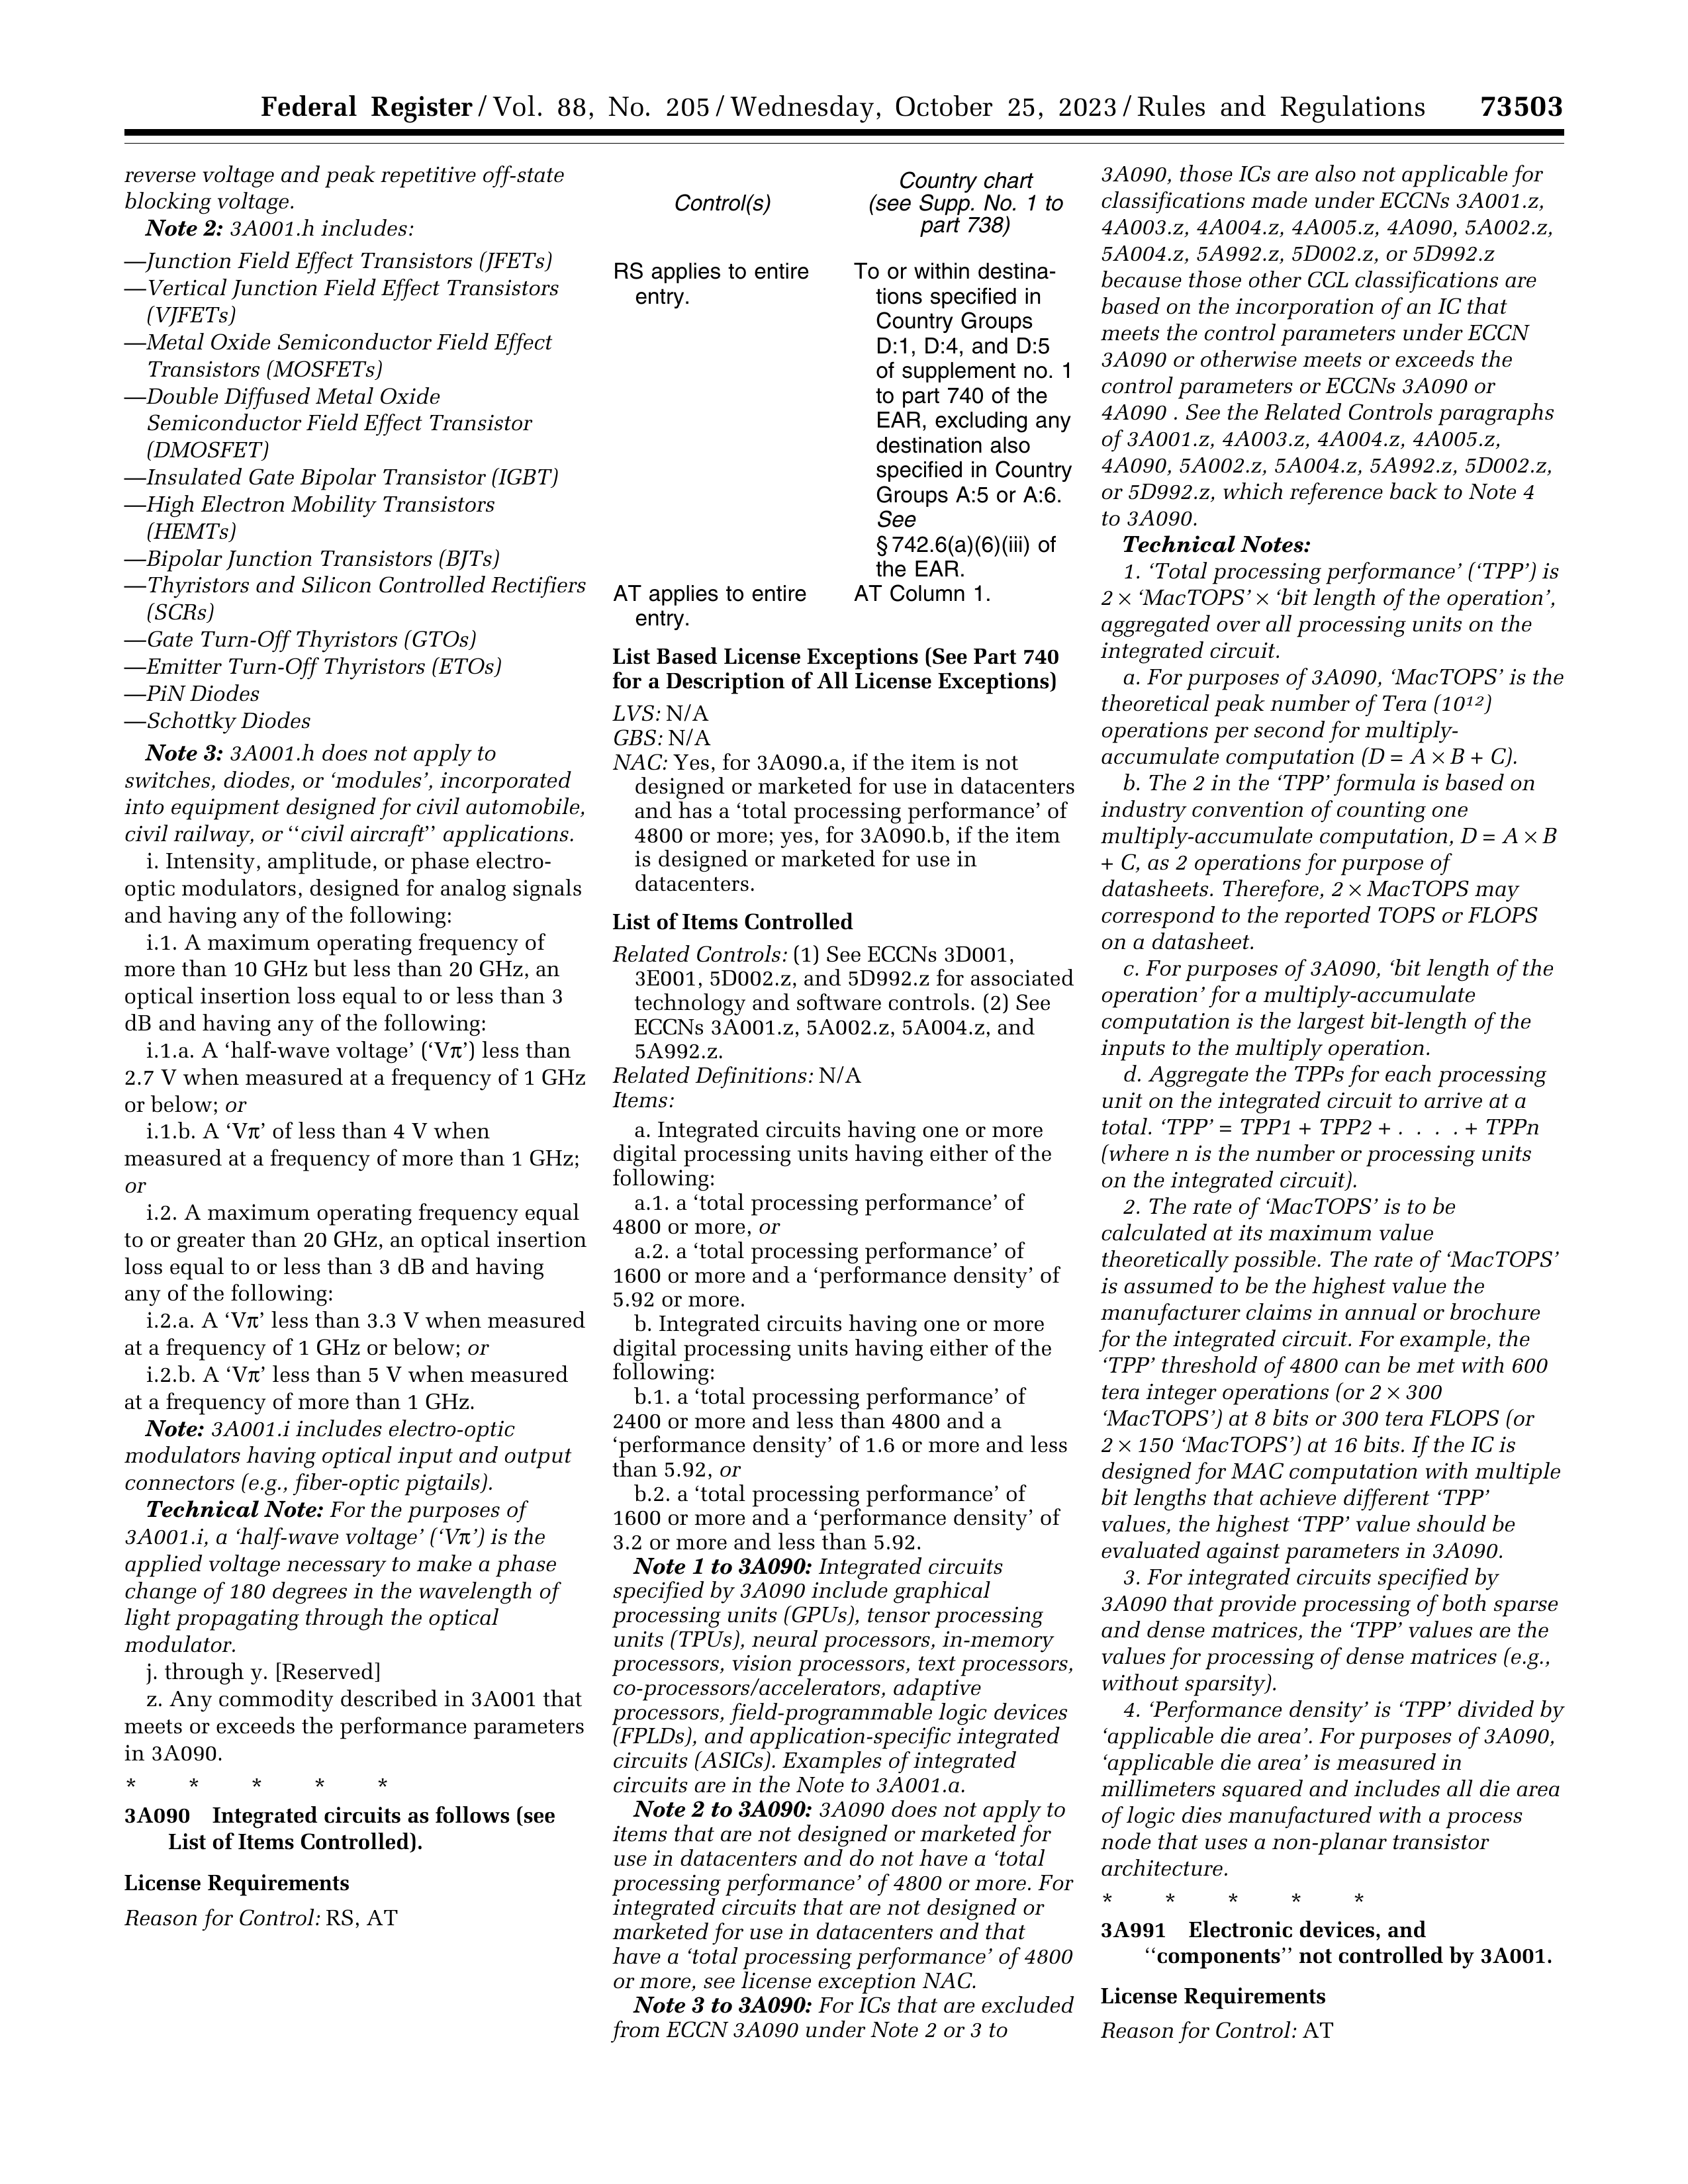 Federal Register / Vol. 88, No. 205 / Wednesday, October 25, 2023 / Rules and Regulations 73503
reverse voltage and peak repetitive off-state
blocking voltage.
Note 2: 3A001.h includes:
—Junction Field Effect Transistors (JFETs)
—Vertical Junction Field Effect Transistors
(VJFETs)
—Metal Oxide Semiconductor Field Effect
Transistors (MOSFETs)
—Double Diffused Metal Oxide
Semiconductor Field Effect Transistor
(DMOSFET)
—Insulated Gate Bipolar Transistor (IGBT)
—High Electron Mobility Transistors
(HEMTs)
—Bipolar Junction Transistors (BJTs)
—Thyristors and Silicon Controlled Rectifiers
(SCRs)
—Gate Turn-Off Thyristors (GTOs)
—Emitter Turn-Off Thyristors (ETOs)
—PiN Diodes
—Schottky Diodes
Note 3: 3A001.h does not apply to
switches, diodes, or ‘modules’, incorporated
into equipment designed for civil automobile,
civil railway, or ‘‘civil aircraft’’ applications.
i. Intensity, amplitude, or phase electro-
optic modulators, designed for analog signals
and having any of the following:
i.1. A maximum operating frequency of
more than 10 GHz but less than 20 GHz, an
optical insertion loss equal to or less than 3
dB and having any of the following:
i.1.a. A ‘half-wave voltage’ (‘Vπ’) less than
2.7 V when measured at a frequency of 1 GHz
or below; or
i.1.b. A ‘Vπ’ of less than 4 V when
measured at a frequency of more than 1 GHz;
or
i.2. A maximum operating frequency equal
to or greater than 20 GHz, an optical insertion
loss equal to or less than 3 dB and having
any of the following:
i.2.a. A ‘Vπ’ less than 3.3 V when measured
at a frequency of 1 GHz or below; or
i.2.b. A ‘Vπ’ less than 5 V when measured
at a frequency of more than 1 GHz.
Note: 3A001.i includes electro-optic
modulators having optical input and output
connectors (e.g., fiber-optic pigtails).
Technical Note: For the purposes of
3A001.i, a ‘half-wave voltage’ (‘Vπ’) is the
applied voltage necessary to make a phase
change of 180 degrees in the wavelength of
light propagating through the optical
modulator.
j. through y. [Reserved]
z. Any commodity described in 3A001 that
meets or exceeds the performance parameters
in 3A090.
* * * * *
3A090 Integrated circuits as follows (see
List of Items Controlled).
License Requirements
Reason for Control: RS, AT
Control(s)
Country chart
(see Supp. No. 1 to
part 738)
RS applies to entire
entry.
To or within destina-
tions specified in
Country Groups
D:1, D:4, and D:5
of supplement no. 1
to part 740 of the
EAR, excluding any
destination also
specified in Country
Groups A:5 or A:6.
See
§ 742.6(a)(6)(iii) of
the EAR.
AT applies to entire
entry.
AT Column 1.
List Based License Exceptions (See Part 740
for a Description of All License Exceptions)
LVS: N/A
GBS: N/A
NAC: Yes, for 3A090.a, if the item is not
designed or marketed for use in datacenters
and has a ‘total processing performance’ of
4800 or more; yes, for 3A090.b, if the item
is designed or marketed for use in
datacenters.
List of Items Controlled
Related Controls: (1) See ECCNs 3D001,
3E001, 5D002.z, and 5D992.z for associated
technology and software controls. (2) See
ECCNs 3A001.z, 5A002.z, 5A004.z, and
5A992.z.
Related Definitions: N/A
Items:
a. Integrated circuits having one or more
digital processing units having either of the
following:
a.1. a ‘total processing performance’ of
4800 or more, or
a.2. a ‘total processing performance’ of
1600 or more and a ‘performance density’ of
5.92 or more.
b. Integrated circuits having one or more
digital processing units having either of the
following:
b.1. a ‘total processing performance’ of
2400 or more and less than 4800 and a
‘performance density’ of 1.6 or more and less
than 5.92, or
b.2. a ‘total processing performance’ of
1600 or more and a ‘performance density’ of
3.2 or more and less than 5.92.
Note 1 to 3A090: Integrated circuits
specified by 3A090 include graphical
processing units (GPUs), tensor processing
units (TPUs), neural processors, in-memory
processors, vision processors, text processors,
co-processors/accelerators, adaptive
processors, field-programmable logic devices
(FPLDs), and application-specific integrated
circuits (ASICs). Examples of integrated
circuits are in the Note to 3A001.a.
Note 2 to 3A090: 3A090 does not apply to
items that are not designed or marketed for
use in datacenters and do not have a ‘total
processing performance’ of 4800 or more. For
integrated circuits that are not designed or
marketed for use in datacenters and that
have a ‘total processing performance’ of 4800
or more, see license exception NAC.
Note 3 to 3A090: For ICs that are excluded
from ECCN 3A090 under Note 2 or 3 to
3A090, those ICs are also not applicable for
classifications made under ECCNs 3A001.z,
4A003.z, 4A004.z, 4A005.z, 4A090, 5A002.z,
5A004.z, 5A992.z, 5D002.z, or 5D992.z
because those other CCL classifications are
based on the incorporation of an IC that
meets the control parameters under ECCN
3A090 or otherwise meets or exceeds the
control parameters or ECCNs 3A090 or
4A090 . See the Related Controls paragraphs
of 3A001.z, 4A003.z, 4A004.z, 4A005.z,
4A090, 5A002.z, 5A004.z, 5A992.z, 5D002.z,
or 5D992.z, which reference back to Note 4
to 3A090.
Technical Notes:
1. ‘Total processing performance’ (‘TPP’) is
2 × ‘MacTOPS’ × ‘bit length of the operation’,
aggregated over all processing units on the
integrated circuit.
a. For purposes of 3A090, ‘MacTOPS’ is the
theoretical peak number of Tera (10¹²)
operations per second for multiply-
accumulate computation (D = A × B + C).
b. The 2 in the ‘TPP’ formula is based on
industry convention of counting one
multiply-accumulate computation, D = A × B
+ C, as 2 operations for purpose of
datasheets. Therefore, 2 × MacTOPS may
correspond to the reported TOPS or FLOPS
on a datasheet.
c. For purposes of 3A090, ‘bit length of the
operation’ for a multiply-accumulate
computation is the largest bit-length of the
inputs to the multiply operation.
d. Aggregate the TPPs for each processing
unit on the integrated circuit to arrive at a
total. ‘TPP’ = TPP1 + TPP2 + . . . . + TPPn
(where n is the number or processing units
on the integrated circuit).
2. The rate of ‘MacTOPS’ is to be
calculated at its maximum value
theoretically possible. The rate of ‘MacTOPS’
is assumed to be the highest value the
manufacturer claims in annual or brochure
for the integrated circuit. For example, the
‘TPP’ threshold of 4800 can be met with 600
tera integer operations (or 2 × 300
‘MacTOPS’) at 8 bits or 300 tera FLOPS (or
2 × 150 ‘MacTOPS’) at 16 bits. If the IC is
designed for MAC computation with multiple
bit lengths that achieve different ‘TPP’
values, the highest ‘TPP’ value should be
evaluated against parameters in 3A090.
3. For integrated circuits specified by
3A090 that provide processing of both sparse
and dense matrices, the ‘TPP’ values are the
values for processing of dense matrices (e.g.,
without sparsity).
4. ‘Performance density’ is ‘TPP’ divided by
‘applicable die area’. For purposes of 3A090,
‘applicable die area’ is measured in
millimeters squared and includes all die area
of logic dies manufactured with a process
node that uses a non-planar transistor
architecture.
* * * * *
3A991 Electronic devices, and
‘‘components’’ not controlled by 3A001.
License Requirements
Reason for Control: AT